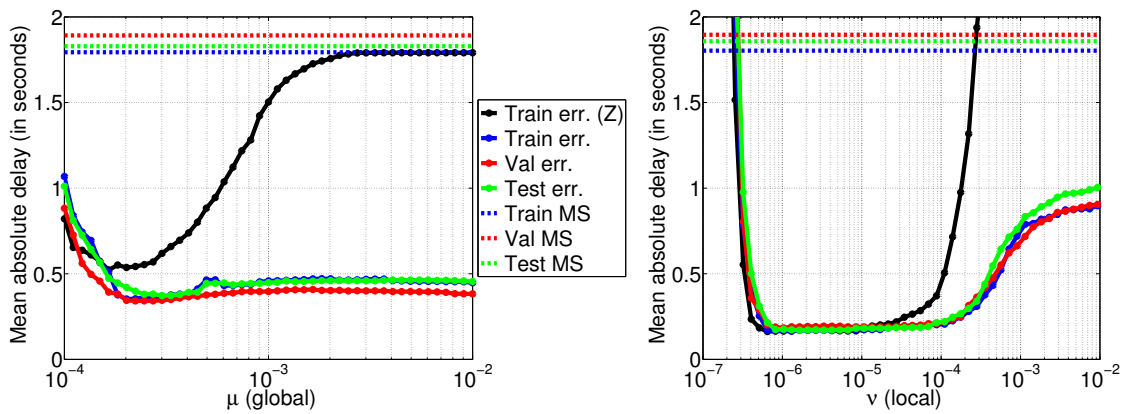 Mean absolute delay (in seconds)
2
1.5
1
0.5
0
10⁻⁴
10⁻³
10⁻²
μ (global)
Train err. (Z)
Train err.
Val err.
Test err.
Train MS
Val MS
Test MS
Mean absolute delay (in seconds)
2
1.5
1
0.5
0
10⁻⁷
10⁻⁶
10⁻⁵
10⁻⁴
10⁻³
10⁻²
ν (local)